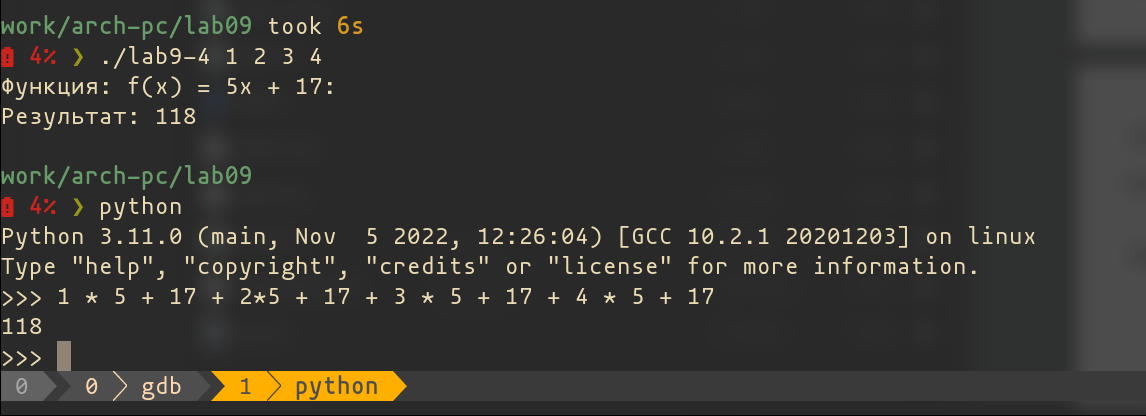 work/arch-pc/lab09 took 6s
4% ❯ ./lab9-4 1 2 3 4
Функция: f(x) = 5x + 17:
Результат: 118
work/arch-pc/lab09
4% ❯ python
Python 3.11.0 (main, Nov  5 2022, 12:26:04) [GCC 10.2.1 20201203] on linux
Type "help", "copyright", "credits" or "license" for more information.
>>> 1 * 5 + 17 + 2*5 + 17 + 3 * 5 + 17 + 4 * 5 + 17
118
>>>
0 0 gdb 1 python